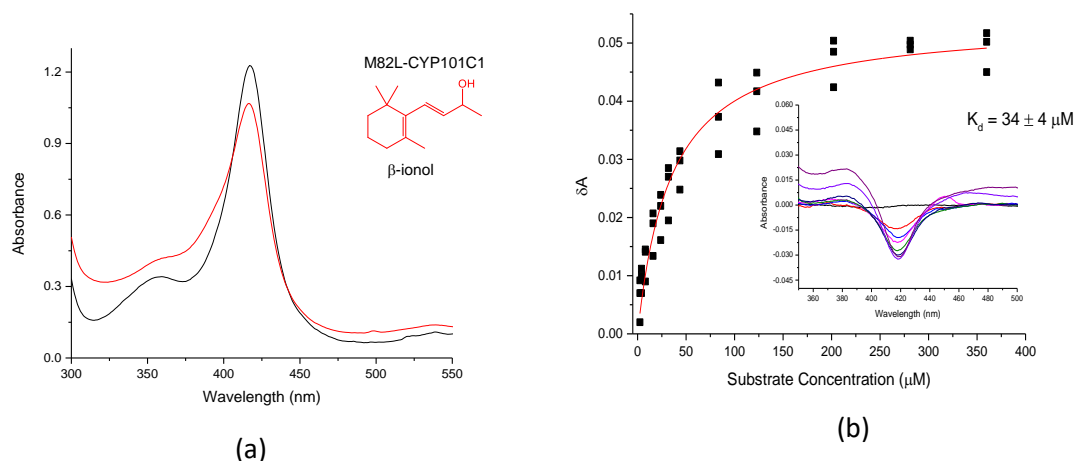 M82L-CYP101C1
OH
β-ionol
Absorbance
1.2
0.9
0.6
0.3
0.0
300 350 400 450 500 550
Wavelength (nm)
(a)
δA
0.05
0.04
0.03
0.02
0.01
0.00
0 50 100 150 200 250 300 350 400
Substrate Concentration (μM)
K_d = 34 ± 4 μM
Absorbance
0.060
0.045
0.030
0.015
0.000
-0.015
-0.030
-0.045
360 380 400 420 440 460 480 500
Wavelength (nm)
(b)